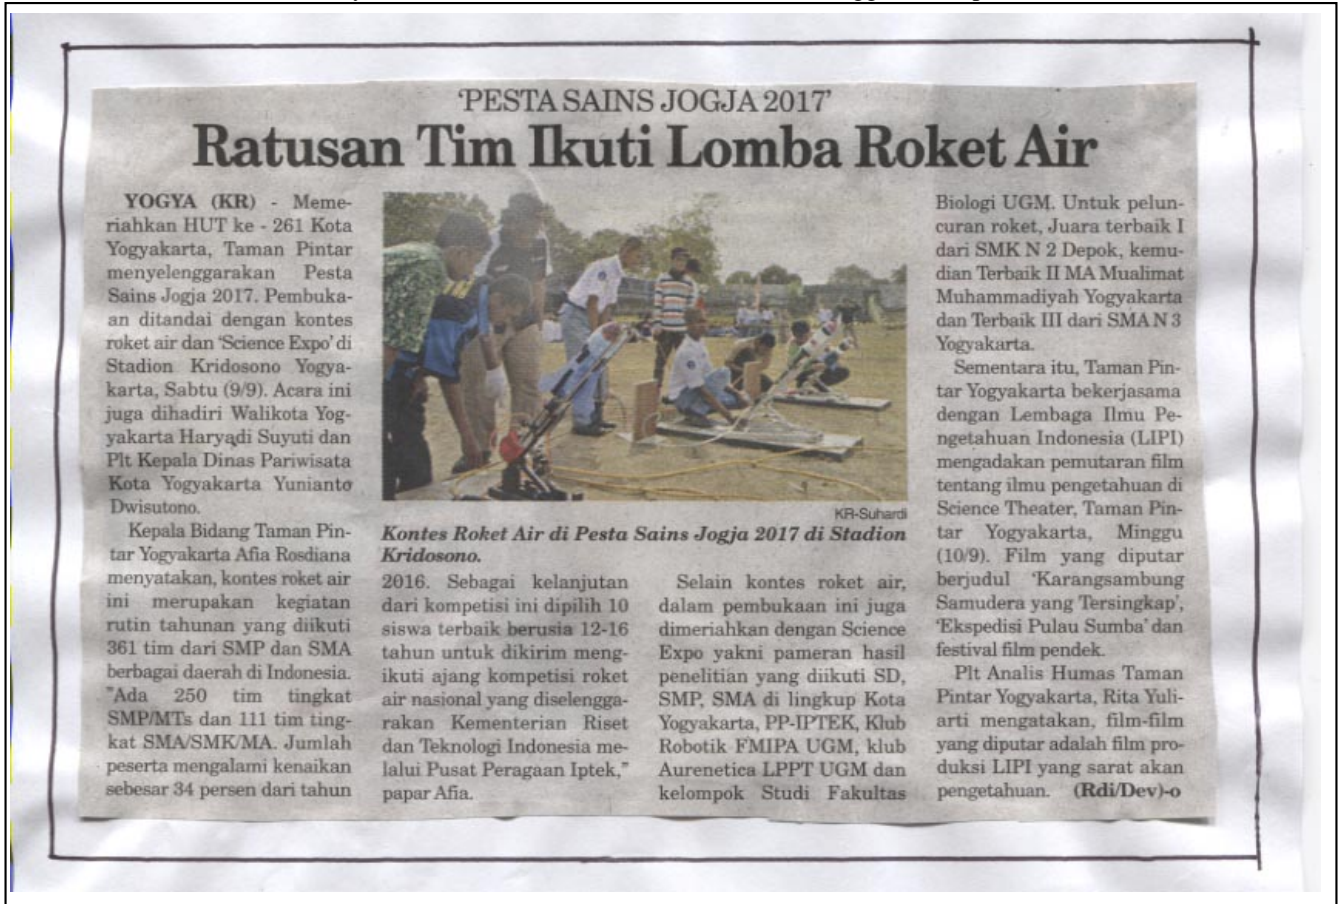 'PESTA SAINS JOGJA 2017'
Ratusan Tim Ikuti Lomba Roket Air
YOGYA (KR) - Meme-
riahkan HUT ke - 261 Kota
Yogyakarta, Taman Pintar
menyelenggarakan Pesta
Sains Jogja 2017. Pembuka-
an ditandai dengan kontes
roket air dan 'Science Expo' di
Stadion Kridosono Yogya-
karta, Sabtu (9/9). Acara ini
juga dihadiri Walikota Yog-
yakarta Haryadi Suyuti dan
Plt Kepala Dinas Pariwisata
Kota Yogyakarta Yunianto
Dwisutono.
Kepala Bidang Taman Pin-
tar Yogyakarta Afia Rosdiana
menyatakan, kontes roket air
ini merupakan kegiatan
rutin tahunan yang diikuti
361 tim dari SMP dan SMA
berbagai daerah di Indonesia.
"Ada 250 tim tingkat
SMP/MTs dan 111 tim ting-
kat SMA/SMK/MA. Jumlah
peserta mengalami kenaikan
sebesar 34 persen dari tahun
KR-Suhardi
Kontes Roket Air di Pesta Sains Jogja 2017 di Stadion
Kridosono.
2016. Sebagai kelanjutan
dari kompetisi ini dipilih 10
siswa terbaik berusia 12-16
tahun untuk dikirim meng-
ikuti ajang kompetisi roket
air nasional yang diselengga-
rakan Kementerian Riset
dan Teknologi Indonesia me-
lalui Pusat Peragaan Iptek,"
papar Afia.
Selain kontes roket air,
dalam pembukaan ini juga
dimeriahkan dengan Science
Expo yakni pameran hasil
penelitian yang diikuti SD,
SMP, SMA di lingkup Kota
Yogyakarta, PP-IPTEK, Klub
Robotik FMIPA UGM, klub
Aurenetica LPPT UGM dan
kelompok Studi Fakultas
Biologi UGM. Untuk pelun-
curan roket, Juara terbaik I
dari SMK N 2 Depok, kemu-
dian Terbaik II MA Mualimat
Muhammadiyah Yogyakarta
dan Terbaik III dari SMA N 3
Yogyakarta.
Sementara itu, Taman Pin-
tar Yogyakarta bekerjasama
dengan Lembaga Ilmu Pe-
ngetahuan Indonesia (LIPI)
mengadakan pemutaran film
tentang ilmu pengetahuan di
Science Theater, Taman Pin-
tar Yogyakarta, Minggu
(10/9). Film yang diputar
berjudul 'Karangsambung
Samudera yang Tersingkap',
'Ekspedisi Pulau Sumba' dan
festival film pendek.
Plt Analis Humas Taman
Pintar Yogyakarta, Rita Yuli-
arti mengatakan, film-film
yang diputar adalah film pro-
duksi LIPI yang sarat akan
pengetahuan. (Rdi/Dev)-o